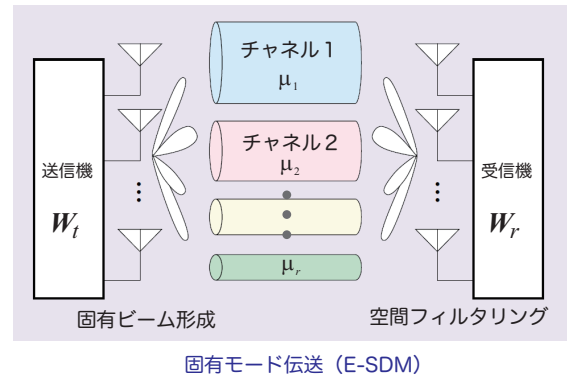 チャネル1
μ1
チャネル2
μ2
送信機
Wt
受信機
Wr
μr
固有ビーム形成
空間フィルタリング
固有モード伝送（E-SDM）